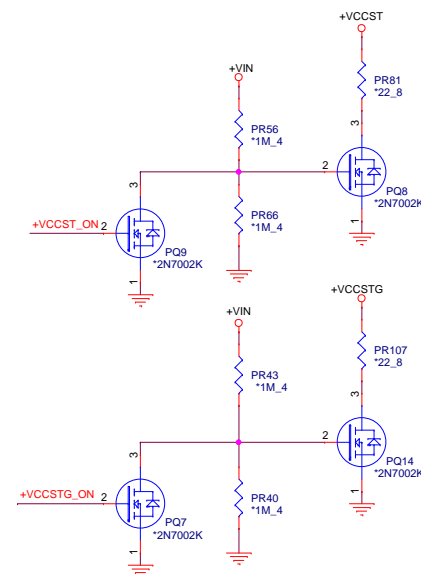 +VCCST
+VIN
PR81
*22_8
PR56
*1M_4
3
3
2
PQ8
*2N7002K
1
+VCCST_ON
2
PR66
*1M_4
PQ9
*2N7002K
1
+VCCSTG
+VIN
PR107
*22_8
PR43
*1M_4
3
3
2
PQ14
*2N7002K
1
+VCCSTG_ON
2
PR40
*1M_4
PQ7
*2N7002K
1